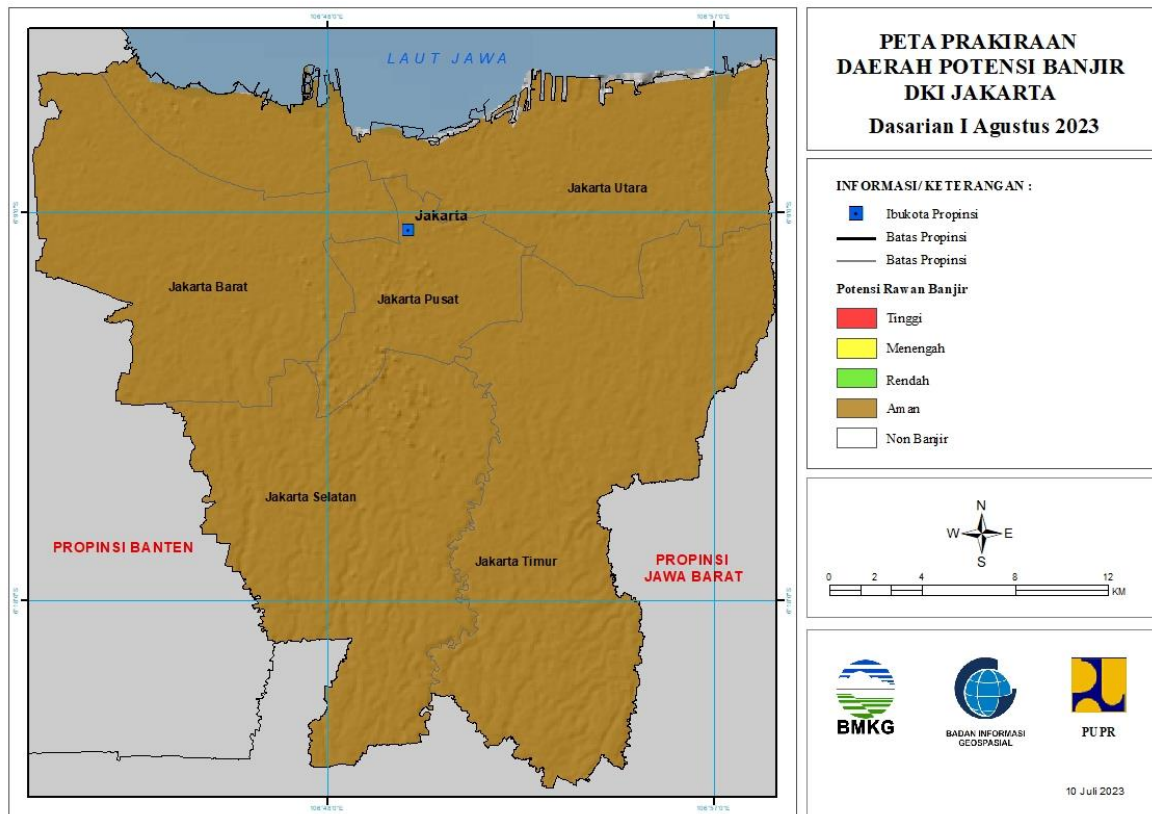 PETA PRAKIRAAN
DAERAH POTENSI BANJIR
DKI JAKARTA
Dasarian I Agustus 2023
INFORMASI/ KETERANGAN :
Ibukota Propinsi
Batas Propinsi
Batas Propinsi
Potensi Rawan Banjir
Tinggi
Menengah
Rendah
Aman
Non Banjir
N
W E
S
0 2 4 8 12
KM
BMKG
BADAN INFORMASI
GEOSPASIAL
PUPR
10 Juli 2023
LAUT JAWA
Jakarta Utara
Jakarta
Jakarta Barat
Jakarta Pusat
Jakarta Selatan
Jakarta Timur
PROPINSI BANTEN
PROPINSI
JAWA BARAT